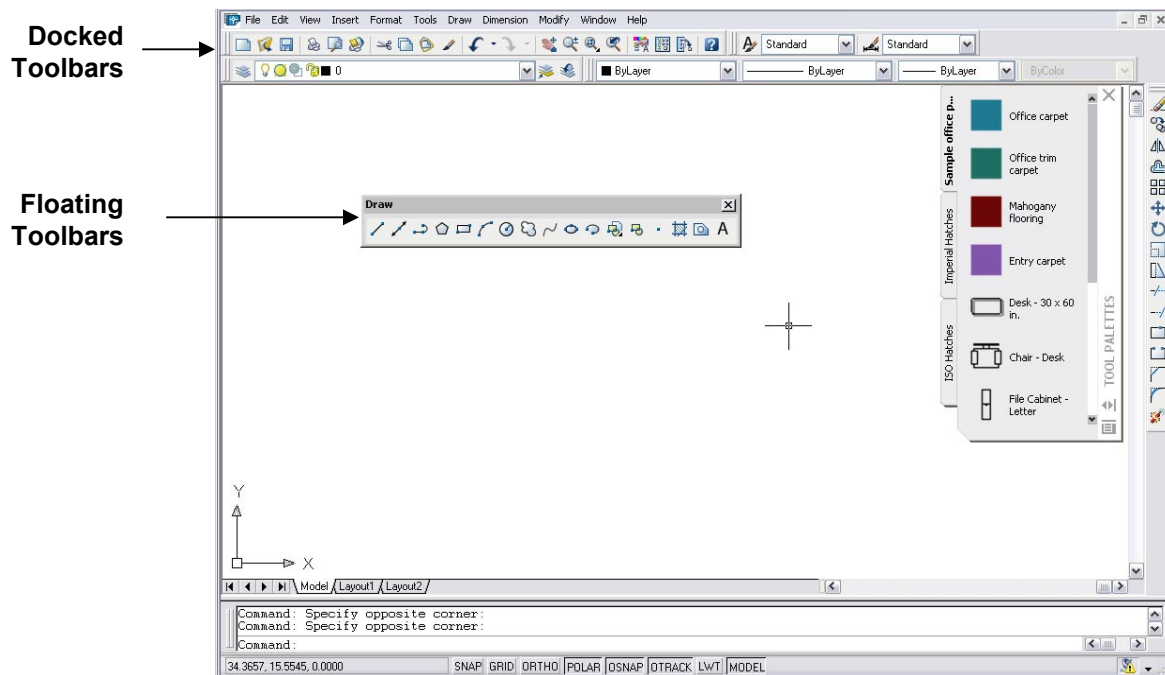 Docked
Toolbars
File Edit View Insert Format Tools Draw Dimension Modify Window Help
Standard Standard
0 ByLayer ByLayer ByLayer ByColor
Floating
Toolbars
Draw
A
Sample office p...
Imperial Hatches
ISO Hatches
Office carpet
Office trim
carpet
Mahogany
flooring
Entry carpet
Desk - 30 x 60
in.
Chair - Desk
File Cabinet -
Letter
TOOL PALETTES
Y
X
Model Layout1 Layout2
Command: Specify opposite corner:
Command: Specify opposite corner:
Command:
34.3657, 15.5545, 0.0000 SNAP GRID ORTHO POLAR OSNAP OTRACK LWT MODEL